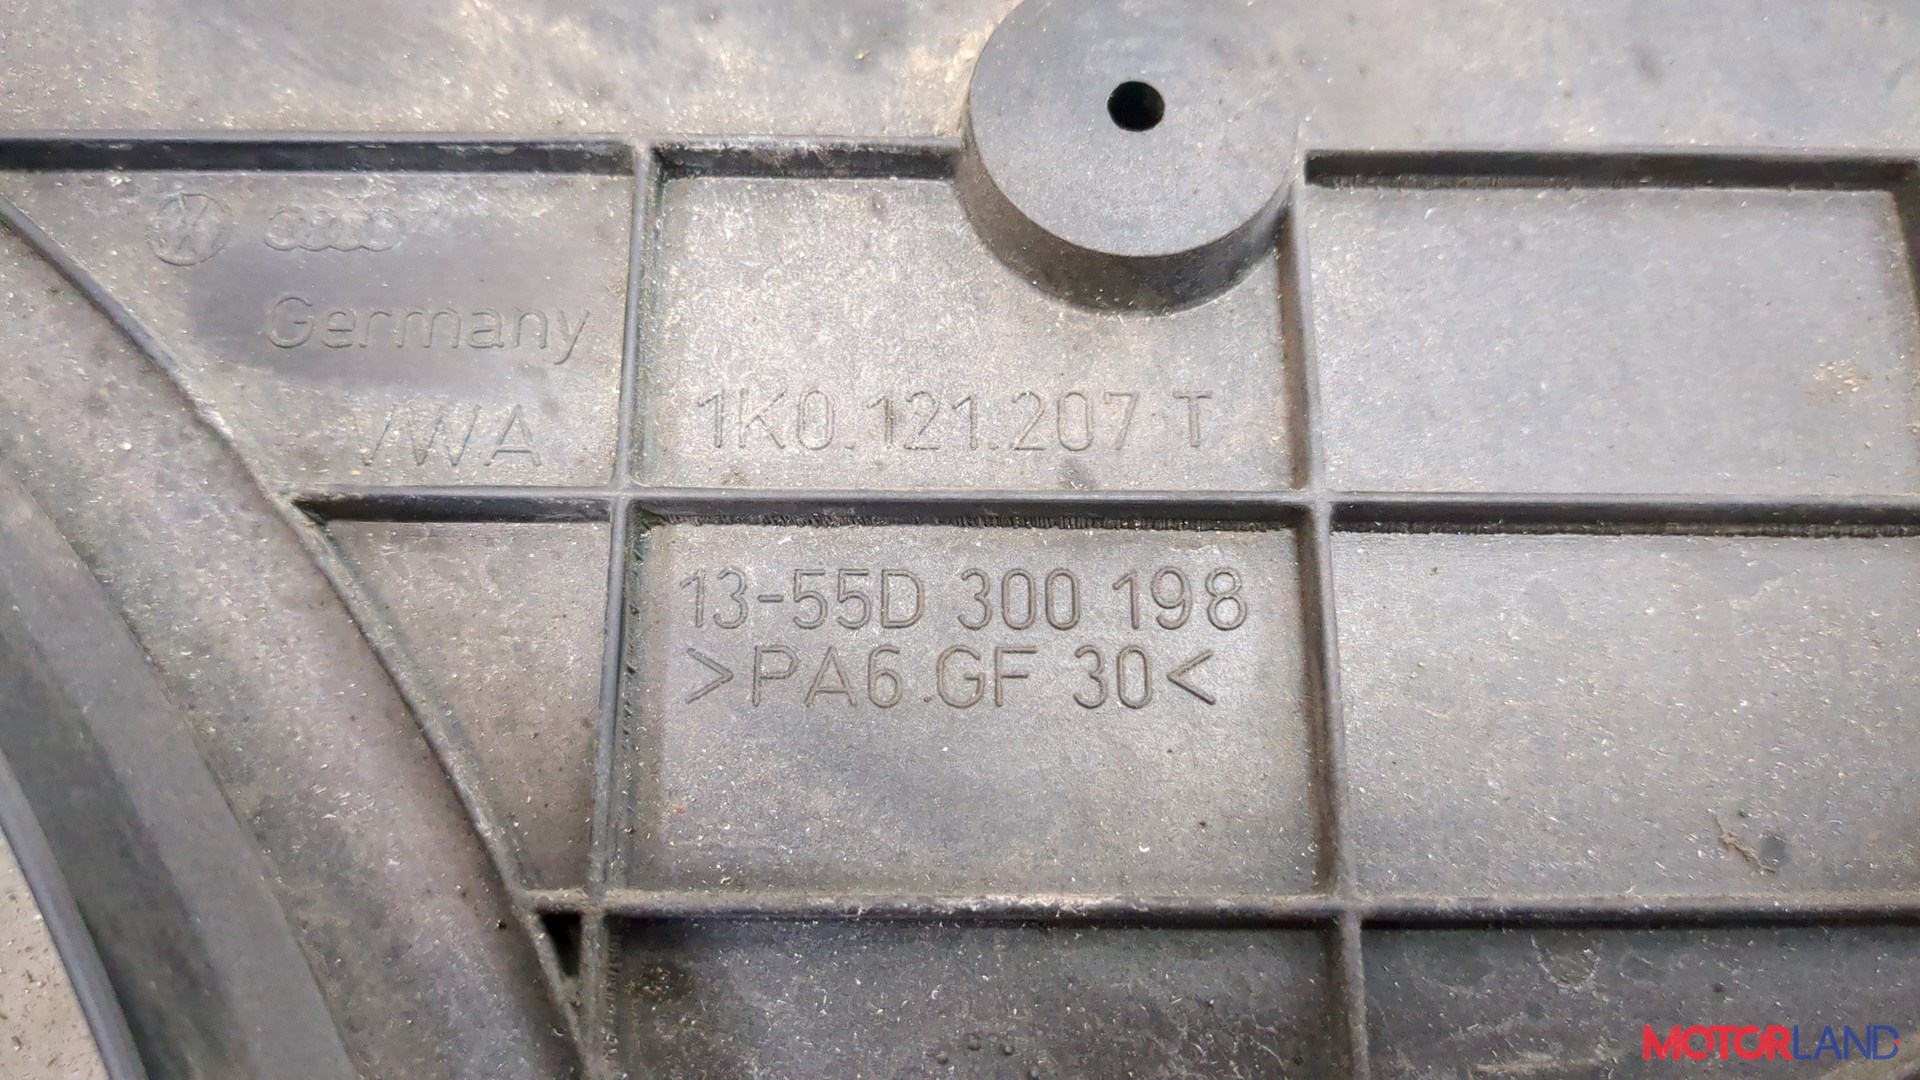 Germany
VWA
1K0.121.207 T
13-55D 300 198
>PA6.GF 30<
MOTORLAND